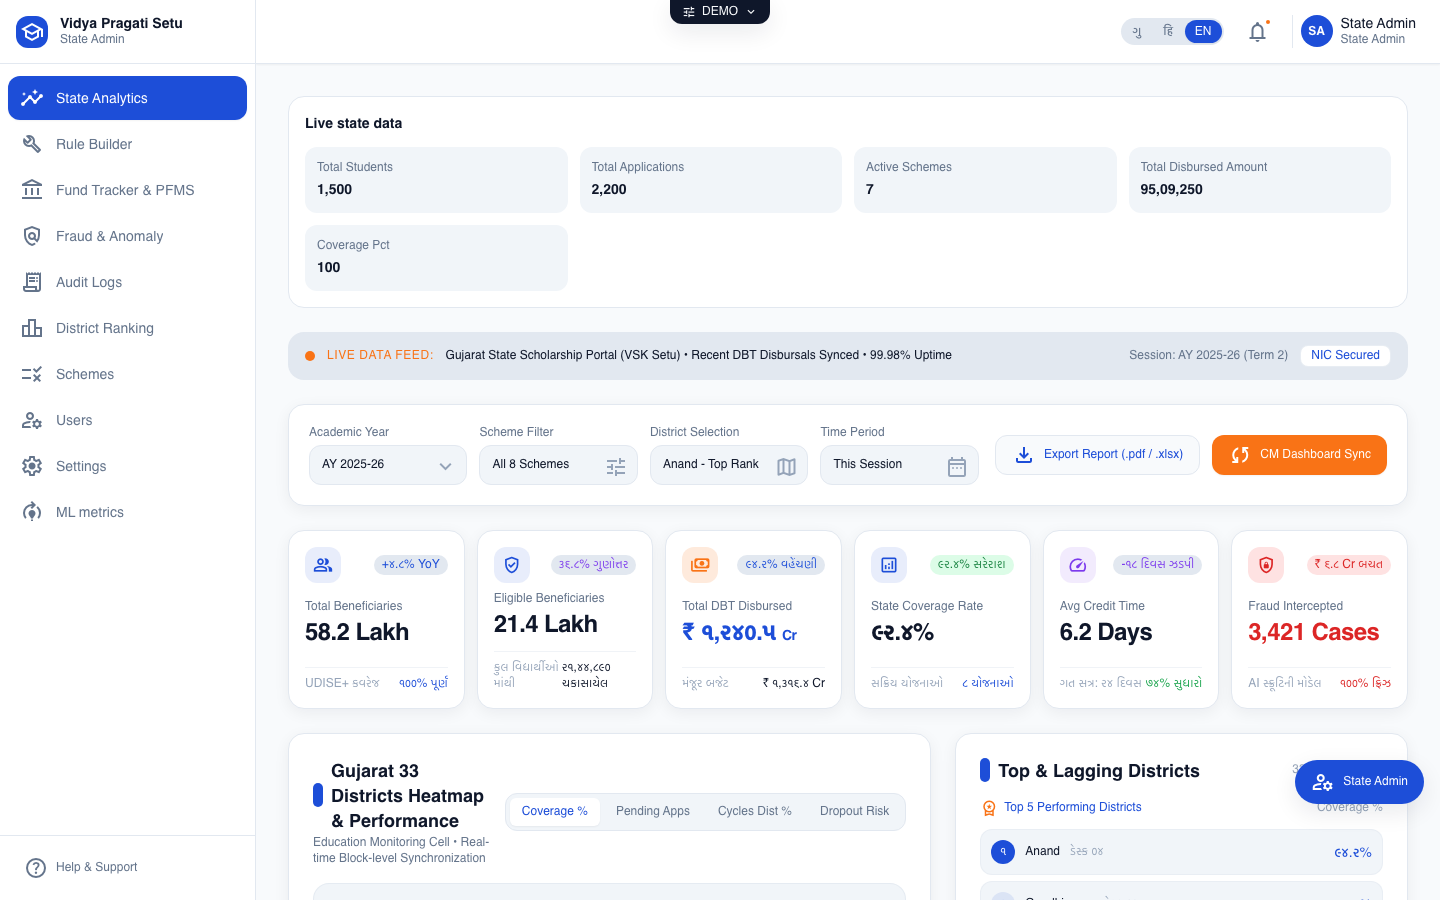 Vidya Pragati Setu
State Admin
DEMO
ગુ
हि
EN
SA
State Admin
State Admin
State Analytics
Rule Builder
Fund Tracker & PFMS
Fraud & Anomaly
Audit Logs
District Ranking
Schemes
Users
Settings
ML metrics
Help & Support
Live state data
Total Students
1,500
Total Applications
2,200
Active Schemes
7
Total Disbursed Amount
95,09,250
Coverage Pct
100
LIVE DATA FEED: Gujarat State Scholarship Portal (VSK Setu) • Recent DBT Disbursals Synced • 99.98% Uptime
Session: AY 2025-26 (Term 2)
NIC Secured
Academic Year
AY 2025-26
Scheme Filter
All 8 Schemes
District Selection
Anand - Top Rank
Time Period
This Session
Export Report (.pdf / .xlsx)
CM Dashboard Sync
+૪.૮% YoY
Total Beneficiaries
58.2 Lakh
UDISE+ કવરેજ
૧૦૦% પૂર્ણ
૩૬.૮% ગુણોત્તર
Eligible Beneficiaries
21.4 Lakh
કુલ વિદ્યાર્થીઓ માંથી
૨૧,૪૪,૮૯૦ ચકાસાયેલ
૯૪.૨% વહેંચણી
Total DBT Disbursed
₹ ૧,૨૪૦.૫ Cr
મંજૂર બજેટ
₹ ૧,૩૧૬.૪ Cr
૯૨.૪% સરેરાશ
State Coverage Rate
૯૨.૪%
સક્રિય યોજનાઓ
૮ યોજનાઓ
-૧૮ દિવસ ઝડપી
Avg Credit Time
6.2 Days
ગત સત્ર: ૨૪ દિવસ
૭૪% સુધારો
₹ ૬.૮ Cr બચત
Fraud Intercepted
3,421 Cases
AI સ્ક્રૂટિની મોડેલ
૧૦૦% ફ્રિઝ
Gujarat 33
Districts Heatmap
& Performance
Education Monitoring Cell • Real-
time Block-level Synchronization
Coverage %
Pending Apps
Cycles Dist %
Dropout Risk
Top & Lagging Districts
State Admin
Top 5 Performing Districts
Coverage %
૧
Anand
ડેસ્ક ૦૪
૯૪.૨%